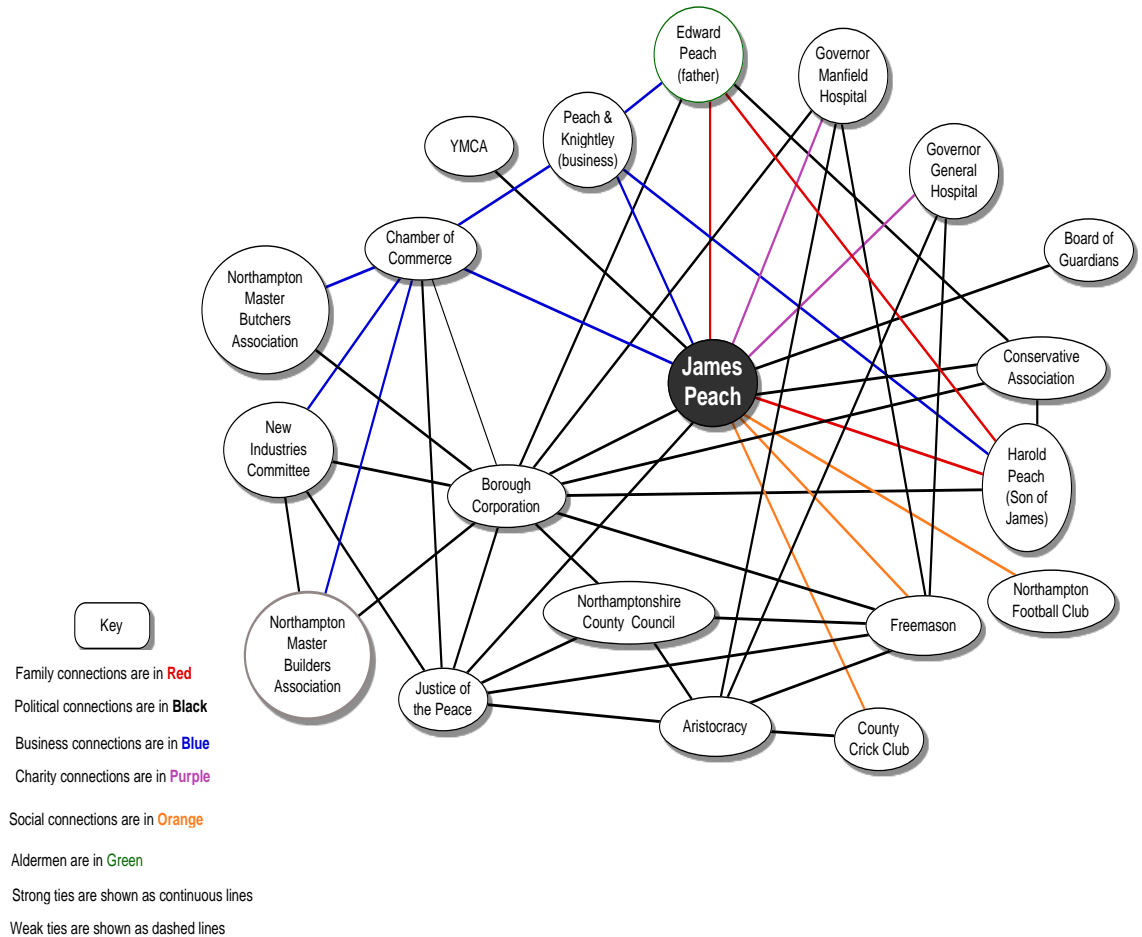 Edward
Peach
(father)
Governor
Manfield
Hospital
Peach &
Knightley
(business)
YMCA
Governor
General
Hospital
Chamber of
Commerce
Board of
Guardians
Northampton
Master
Butchers
Association
James
Peach
Conservative
Association
New
Industries
Committee
Harold
Peach
(Son of
James)
Borough
Corporation
Northamptonshire
County Council
Northampton
Football Club
Freemason
Key
Northampton
Master
Builders
Association
Justice of
the Peace
Aristocracy
County
Crick Club
Family connections are in Red
Political connections are in Black
Business connections are in Blue
Charity connections are in Purple
Social connections are in Orange
Aldermen are in Green
Strong ties are shown as continuous lines
Weak ties are shown as dashed lines